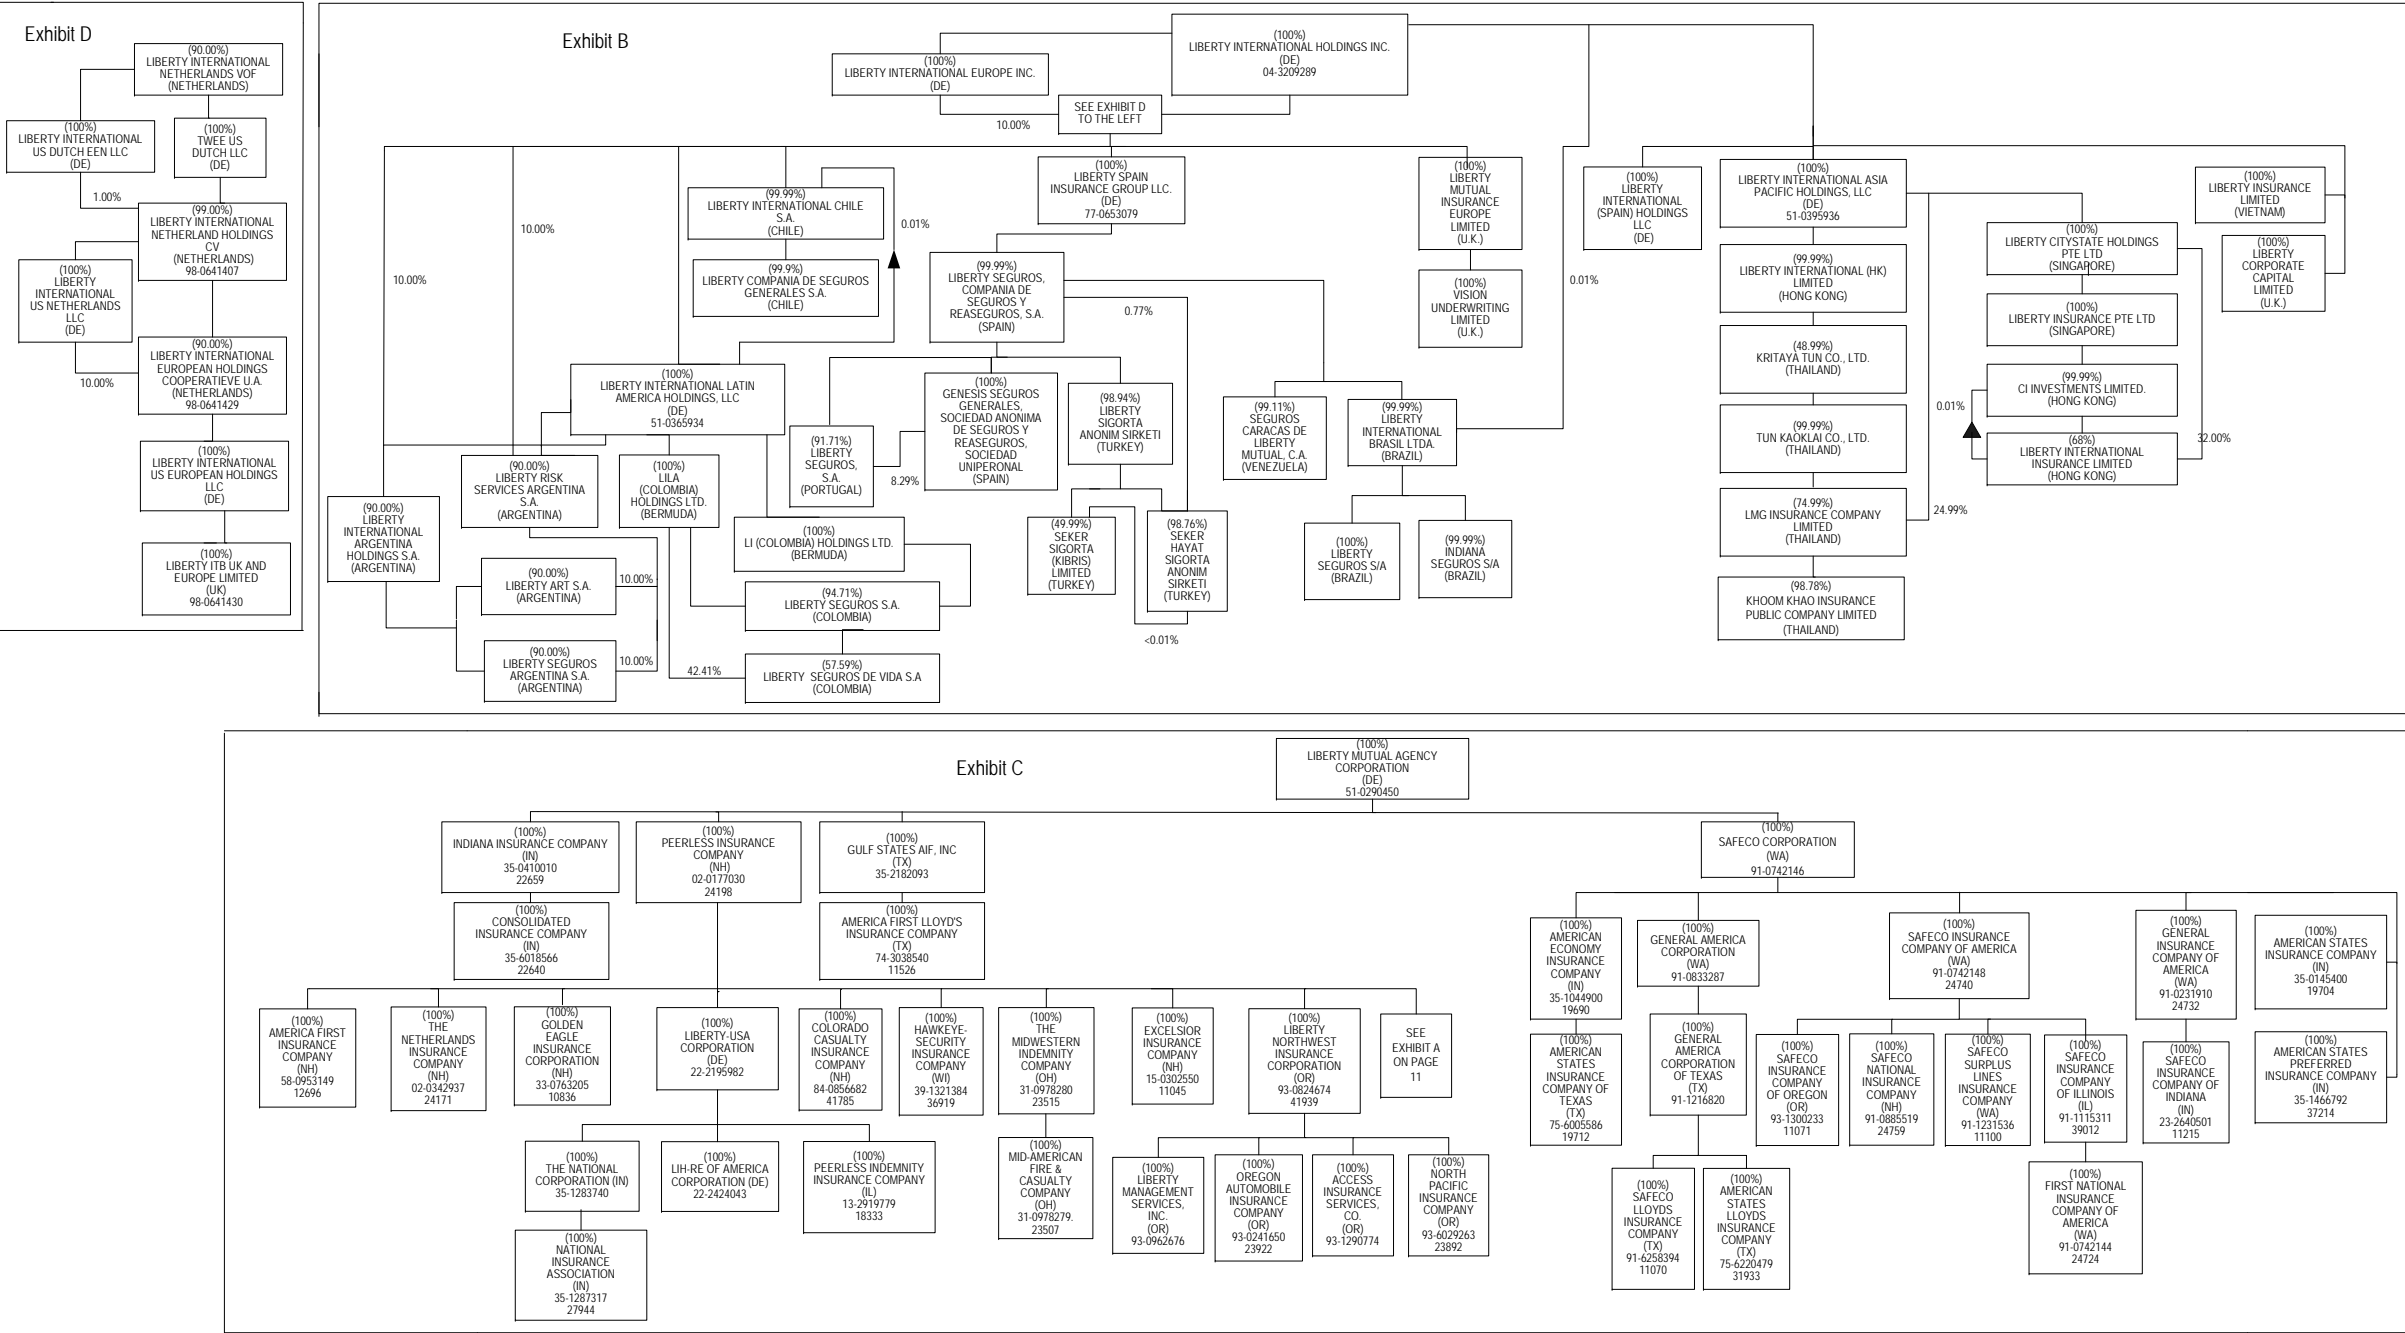 Exhibit D
(90.00%)
LIBERTY INTERNATIONAL
NETHERLANDS VOF
(NETHERLANDS)
(100%)
LIBERTY INTERNATIONAL
US DUTCH EEN LLC
(DE)
(100%)
TWEE US
DUTCH LLC
(DE)
1.00%
(99.00%)
LIBERTY INTERNATIONAL
NETHERLAND HOLDINGS
CV
(NETHERLANDS)
98-0641407
(100%)
LIBERTY
INTERNATIONAL
US NETHERLANDS
LLC
(DE)
10.00%
(90.00%)
LIBERTY INTERNATIONAL
EUROPEAN HOLDINGS
COOPERATIEVE U.A.
(NETHERLANDS)
98-0641429
(100%)
LIBERTY INTERNATIONAL
US EUROPEAN HOLDINGS
LLC
(DE)
(100%)
LIBERTY ITB UK AND
EUROPE LIMITED
(UK)
98-0641430
Exhibit B
(100%)
LIBERTY INTERNATIONAL HOLDINGS INC.
(DE)
04-3209289
(100%)
LIBERTY INTERNATIONAL EUROPE INC.
(DE)
SEE EXHIBIT D
TO THE LEFT
10.00%
10.00%
10.00%
(99.99%)
LIBERTY INTERNATIONAL CHILE
S.A.
(CHILE)
0.01%
(99.9%)
LIBERTY COMPANIA DE SEGUROS
GENERALES S.A.
(CHILE)
(100%)
LIBERTY SPAIN
INSURANCE GROUP LLC.
(DE)
77-0653079
(99.99%)
LIBERTY SEGUROS,
COMPANIA DE
SEGUROS Y
REASEGUROS, S.A.
(SPAIN)
0.77%
(100%)
LIBERTY
MUTUAL
INSURANCE
EUROPE
LIMITED
(U.K.)
(100%)
VISION
UNDERWRITING
LIMITED
(U.K.)
0.01%
(100%)
LIBERTY
INTERNATIONAL
(SPAIN) HOLDINGS
LLC
(DE)
(100%)
LIBERTY INTERNATIONAL ASIA
PACIFIC HOLDINGS, LLC
(DE)
51-0395936
(99.99%)
LIBERTY INTERNATIONAL (HK)
LIMITED
(HONG KONG)
(48.99%)
KRITAYA TUN CO., LTD.
(THAILAND)
(99.99%)
TUN KAOKLAI CO., LTD.
(THAILAND)
(74.99%)
LMG INSURANCE COMPANY
LIMITED
(THAILAND)
24.99%
(98.78%)
KHOOM KHAO INSURANCE
PUBLIC COMPANY LIMITED
(THAILAND)
(100%)
LIBERTY CITYSTATE HOLDINGS
PTE LTD
(SINGAPORE)
(100%)
LIBERTY INSURANCE PTE LTD
(SINGAPORE)
(99.99%)
CI INVESTMENTS LIMITED.
(HONG KONG)
0.01%
(68%)
LIBERTY INTERNATIONAL
INSURANCE LIMITED
(HONG KONG)
32.00%
(100%)
LIBERTY INSURANCE
LIMITED
(VIETNAM)
(100%)
LIBERTY
CORPORATE
CAPITAL
LIMITED
(U.K.)
(100%)
LIBERTY INTERNATIONAL LATIN
AMERICA HOLDINGS, LLC
(DE)
51-0365934
(90.00%)
LIBERTY
INTERNATIONAL
ARGENTINA
HOLDINGS S.A.
(ARGENTINA)
(90.00%)
LIBERTY RISK
SERVICES ARGENTINA
S.A.
(ARGENTINA)
(100%)
LILA
(COLOMBIA)
HOLDINGS LTD.
(BERMUDA)
(100%)
LI (COLOMBIA) HOLDINGS LTD.
(BERMUDA)
(90.00%)
LIBERTY ART S.A.
(ARGENTINA)
10.00%
(90.00%)
LIBERTY SEGUROS
ARGENTINA S.A.
(ARGENTINA)
10.00%
(94.71%)
LIBERTY SEGUROS S.A.
(COLOMBIA)
42.41%
(57.59%)
LIBERTY SEGUROS DE VIDA S.A
(COLOMBIA)
(91.71%)
LIBERTY
SEGUROS,
S.A.
(PORTUGAL)
8.29%
(100%)
GENESIS SEGUROS
GENERALES,
SOCIEDAD ANONIMA
DE SEGUROS Y
REASEGUROS,
SOCIEDAD
UNIPERONAL
(SPAIN)
(98.94%)
LIBERTY
SIGORTA
ANONIM SIRKETI
(TURKEY)
(49.99%)
SEKER
SIGORTA
(KIBRIS)
LIMITED
(TURKEY)
(98.76%)
SEKER
HAYAT
SIGORTA
ANONIM
SIRKETI
(TURKEY)
<0.01%
(99.11%)
SEGUROS
CARACAS DE
LIBERTY
MUTUAL, C.A.
(VENEZUELA)
(99.99%)
LIBERTY
INTERNATIONAL
BRASIL LTDA.
(BRAZIL)
(100%)
LIBERTY
SEGUROS S/A
(BRAZIL)
(99.99%)
INDIANA
SEGUROS S/A
(BRAZIL)
Exhibit C
(100%)
LIBERTY MUTUAL AGENCY
CORPORATION
(DE)
51-0290450
(100%)
INDIANA INSURANCE COMPANY
(IN)
35-0410010
22659
(100%)
PEERLESS INSURANCE
COMPANY
(NH)
02-0177030
24198
(100%)
GULF STATES AIF, INC
(TX)
35-2182093
(100%)
SAFECO CORPORATION
(WA)
91-0742146
(100%)
CONSOLIDATED
INSURANCE COMPANY
(IN)
35-6018566
22640
(100%)
AMERICA FIRST LLOYD'S
INSURANCE COMPANY
(TX)
74-3038540
11526
(100%)
AMERICA FIRST
INSURANCE
COMPANY
(NH)
58-0953149
12696
(100%)
THE
NETHERLANDS
INSURANCE
COMPANY
(NH)
02-0342937
24171
(100%)
GOLDEN
EAGLE
INSURANCE
CORPORATION
(NH)
33-0763205
10836
(100%)
LIBERTY-USA
CORPORATION
(DE)
22-2195982
(100%)
COLORADO
CASUALTY
INSURANCE
COMPANY
(NH)
84-0856682
41785
(100%)
HAWKEYE-
SECURITY
INSURANCE
COMPANY
(WI)
39-1321384
36919
(100%)
THE
MIDWESTERN
INDEMNITY
COMPANY
(OH)
31-0978280
23515
(100%)
EXCELSIOR
INSURANCE
COMPANY
(NH)
15-0302550
11045
(100%)
LIBERTY
NORTHWEST
INSURANCE
CORPORATION
(OR)
93-0824674
41939
SEE
EXHIBIT A
ON PAGE
11
(100%)
THE NATIONAL
CORPORATION (IN)
35-1283740
(100%)
LIH-RE OF AMERICA
CORPORATION (DE)
22-2424043
(100%)
PEERLESS INDEMNITY
INSURANCE COMPANY
(IL)
13-2919779
18333
(100%)
NATIONAL
INSURANCE
ASSOCIATION
(IN)
35-1287317
27944
(100%)
MID-AMERICAN
FIRE &
CASUALTY
COMPANY
(OH)
31-0978279.
23507
(100%)
LIBERTY
MANAGEMENT
SERVICES,
INC.
(OR)
93-0962676
(100%)
OREGON
AUTOMOBILE
INSURANCE
COMPANY
(OR)
93-0241650
23922
(100%)
ACCESS
INSURANCE
SERVICES,
CO.
(OR)
93-1290774
(100%)
NORTH
PACIFIC
INSURANCE
COMPANY
(OR)
93-6029263
23892
(100%)
AMERICAN
ECONOMY
INSURANCE
COMPANY
(IN)
35-1044900
19690
(100%)
GENERAL AMERICA
CORPORATION
(WA)
91-0833287
(100%)
SAFECO INSURANCE
COMPANY OF AMERICA
(WA)
91-0742148
24740
(100%)
GENERAL
INSURANCE
COMPANY OF
AMERICA
(WA)
91-0231910
24732
(100%)
AMERICAN STATES
INSURANCE COMPANY
(IN)
35-0145400
19704
(100%)
AMERICAN
STATES
INSURANCE
COMPANY OF
TEXAS
(TX)
75-6005586
19712
(100%)
GENERAL
AMERICA
CORPORATION
OF TEXAS
(TX)
91-1216820
(100%)
SAFECO
INSURANCE
COMPANY
OF OREGON
(OR)
93-1300233
11071
(100%)
SAFECO
NATIONAL
INSURANCE
COMPANY
(NH)
91-0885519
24759
(100%)
SAFECO
SURPLUS
LINES
INSURANCE
COMPANY
(WA)
91-1231536
11100
(100%)
SAFECO
INSURANCE
COMPANY
OF ILLINOIS
(IL)
91-1115311
39012
(100%)
SAFECO
INSURANCE
COMPANY OF
INDIANA
(IN)
23-2640501
11215
(100%)
AMERICAN STATES
PREFERRED
INSURANCE COMPANY
(IN)
35-1466792
37214
(100%)
SAFECO
LLOYDS
INSURANCE
COMPANY
(TX)
91-6258394
11070
(100%)
AMERICAN
STATES
LLOYDS
INSURANCE
COMPANY
(TX)
75-6220479
31933
(100%)
FIRST NATIONAL
INSURANCE
COMPANY OF
AMERICA
(WA)
91-0742144
24724